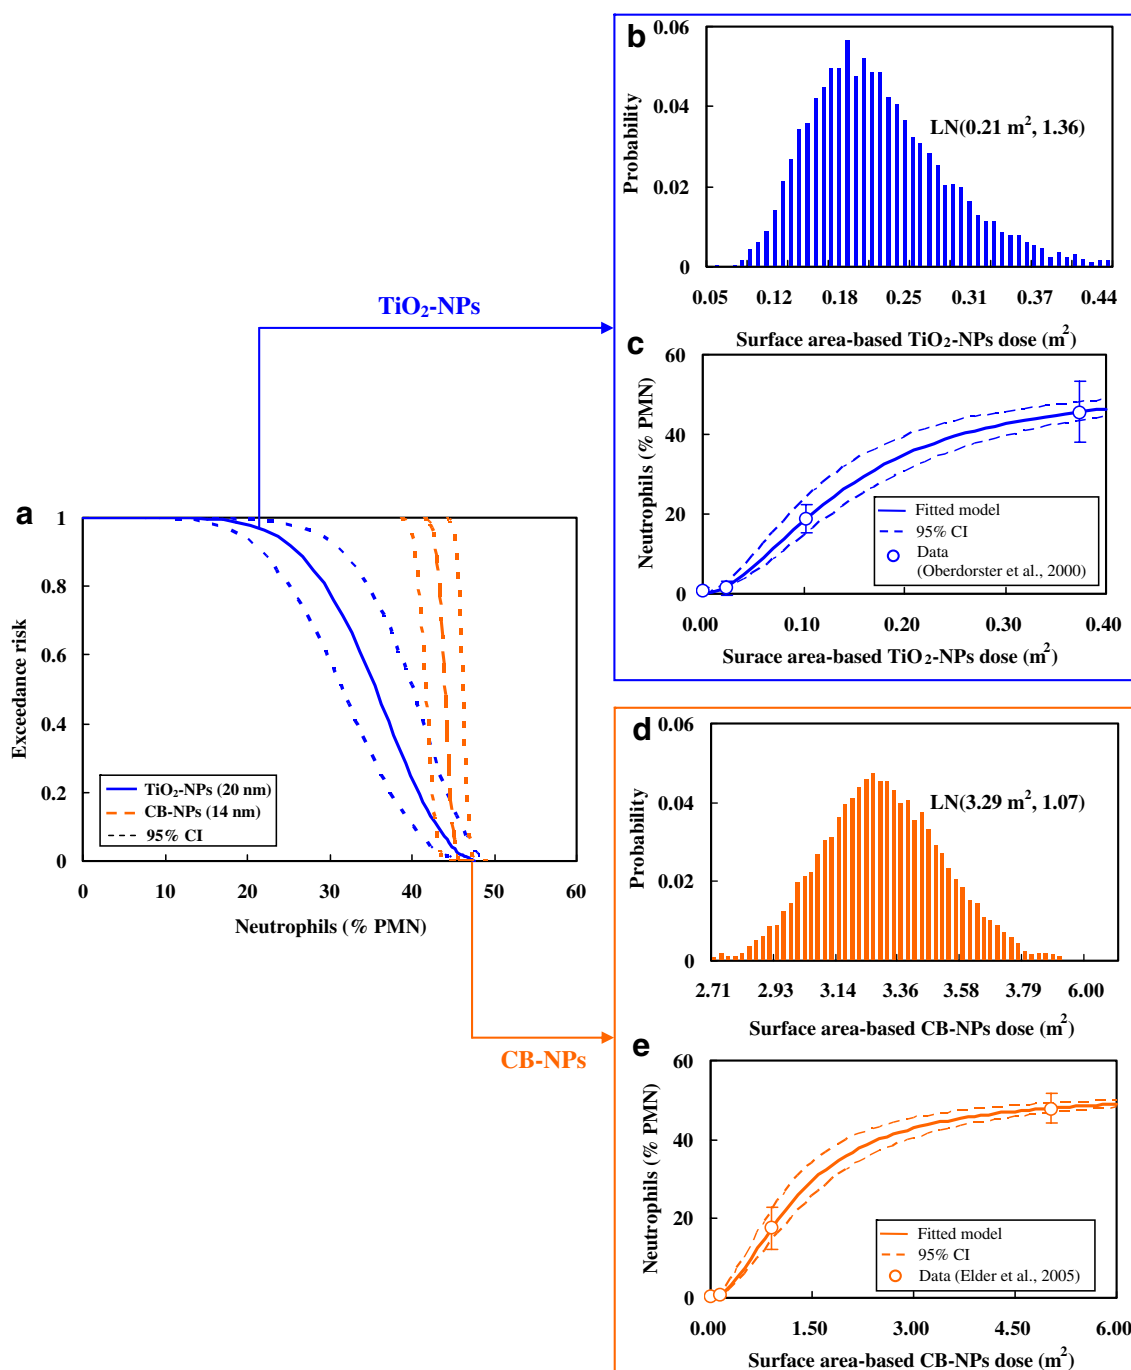 b
0.06
0.04
0.02
0
Probability
LN(0.21 m², 1.36)
0.05 0.12 0.18 0.25 0.31 0.37 0.44
Surface area-based TiO₂-NPs dose (m²)
TiO₂-NPs
c
60
40
20
0
Neutrophils (% PMN)
Fitted model
95% CI
Data
(Oberdorster et al., 2000)
0.00 0.10 0.20 0.30 0.40
Surace area-based TiO₂-NPs dose (m²)
a
1
0.8
0.6
0.4
0.2
0
Exceedance risk
TiO₂-NPs (20 nm)
CB-NPs (14 nm)
95% CI
0 10 20 30 40 50 60
Neutrophils (% PMN)
d
0.06
0.04
0.02
0
Probability
LN(3.29 m², 1.07)
2.71 2.93 3.14 3.36 3.58 3.79 6.00
Surface area-based CB-NPs dose (m²)
CB-NPs
e
60
40
20
0
Neutrophils (% PMN)
Fitted model
95% CI
Data (Elder et al., 2005)
0.00 1.50 3.00 4.50 6.00
Surface area-based CB-NPs dose (m²)